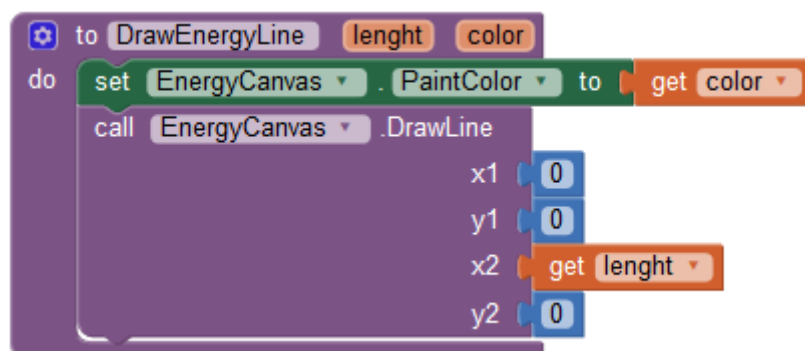 to DrawEnergyLine lenght color
do set EnergyCanvas . PaintColor to get color
call EnergyCanvas .DrawLine
x1 0
y1 0
x2 get lenght
y2 0